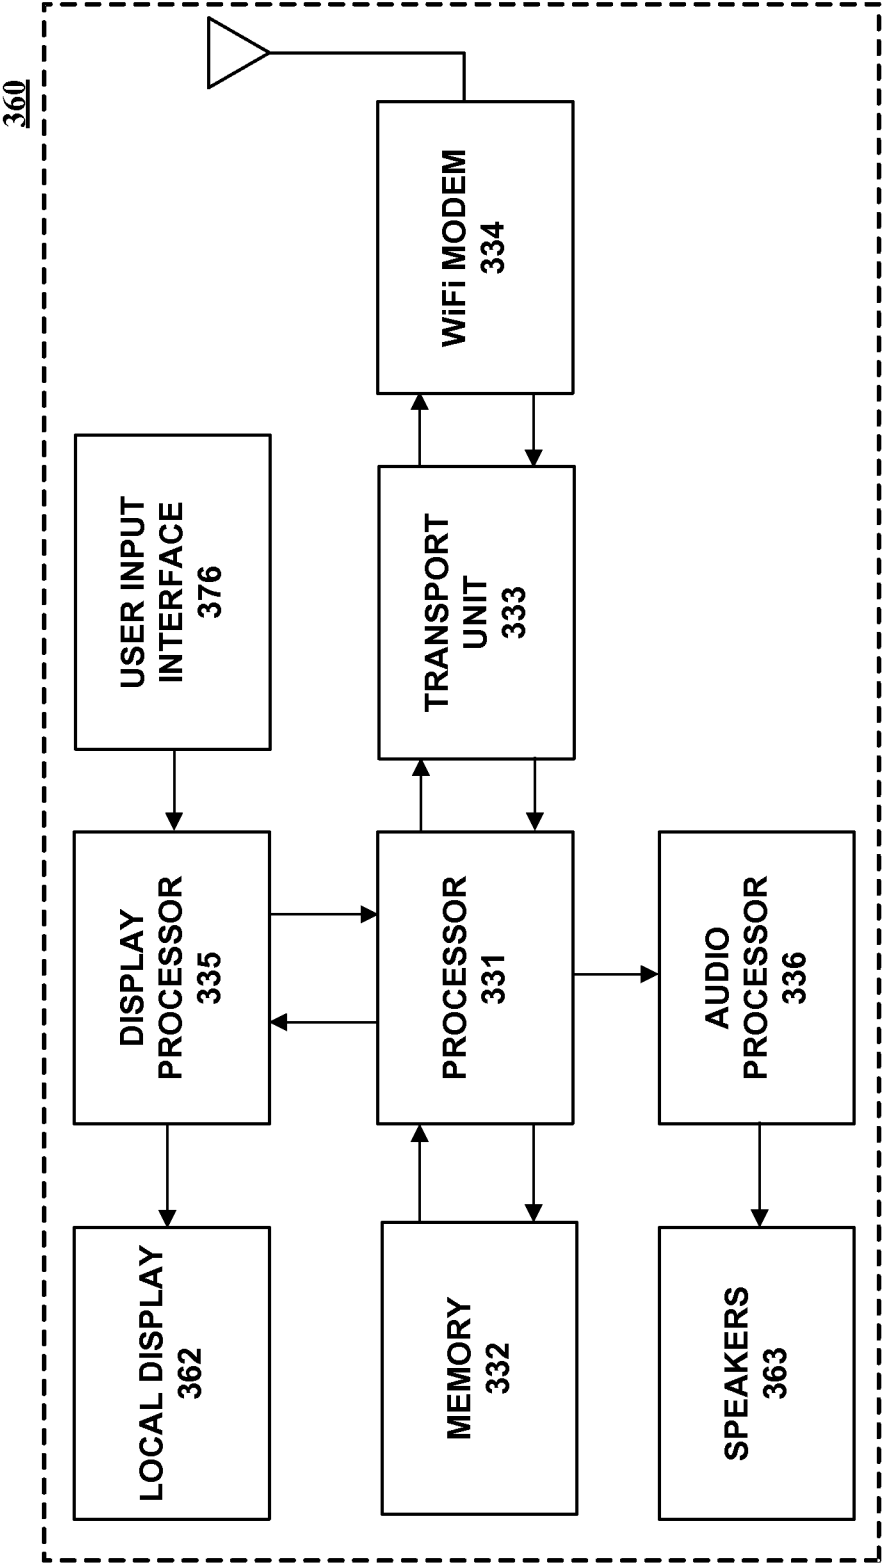 360
LOCAL DISPLAY
362
DISPLAY
PROCESSOR
335
USER INPUT
INTERFACE
376
MEMORY
332
PROCESSOR
331
TRANSPORT
UNIT
333
WiFi MODEM
334
SPEAKERS
363
AUDIO
PROCESSOR
336